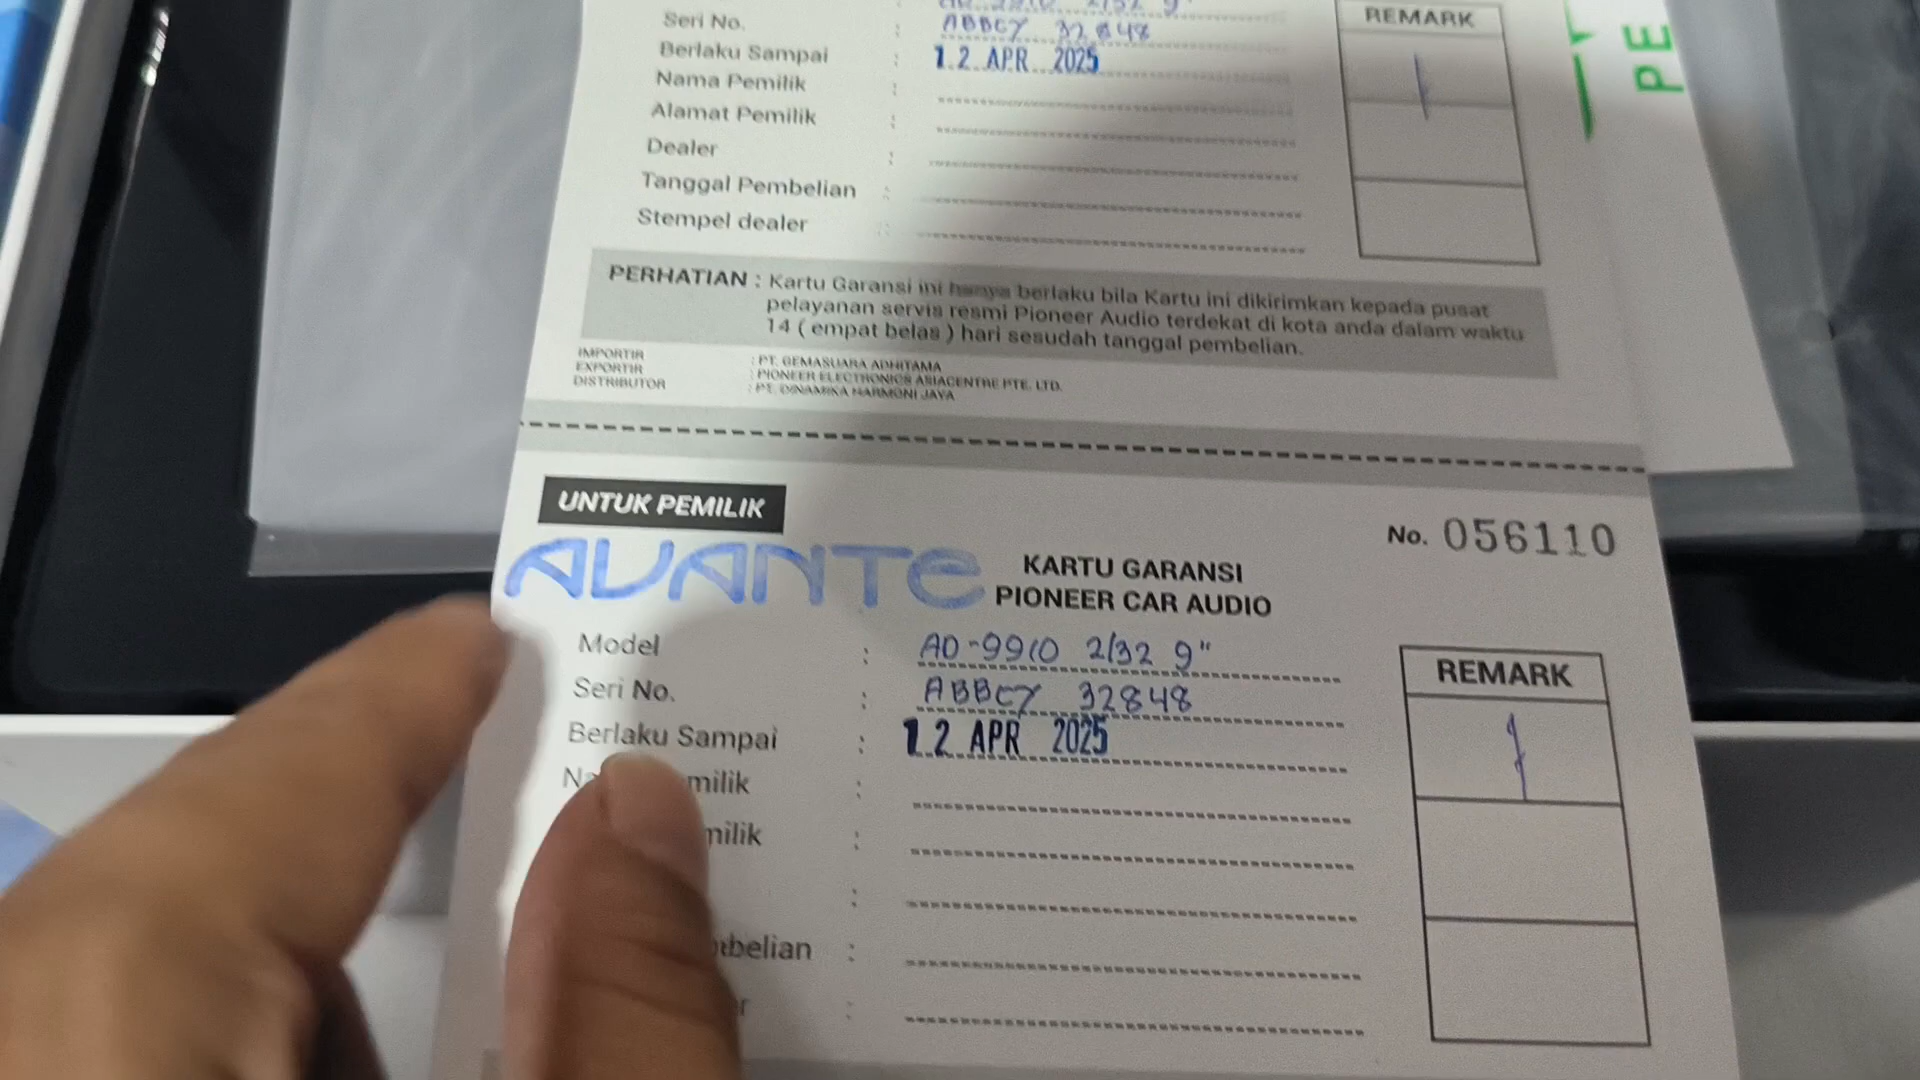 Seri No. : ABBCY 32848
REMARK
Berlaku Sampai : 12 APR 2025
Nama Pemilik :
Alamat Pemilik :
Dealer :
Tanggal Pembelian :
Stempel dealer :
PE
PERHATIAN : Kartu Garansi ini hanya berlaku bila Kartu ini dikirimkan kepada pusat
pelayanan servis resmi Pioneer Audio terdekat di kota anda dalam waktu
14 ( empat belas ) hari sesudah tanggal pembelian.
IMPORTIR : PT. GEMASUARA ADHITAMA
EXPORTIR : PIONEER ELECTRONICS ASIACENTRE PTE. LTD.
DISTRIBUTOR : PT. DINAMIKA HARMONI JAYA
UNTUK PEMILIK
No. 056110
AVANTE
KARTU GARANSI
PIONEER CAR AUDIO
Model : AD-9910 2/32 9"
REMARK
Seri No. : ABBCY 32848
Berlaku Sampai : 12 APR 2025
milik :
milik :
belian :